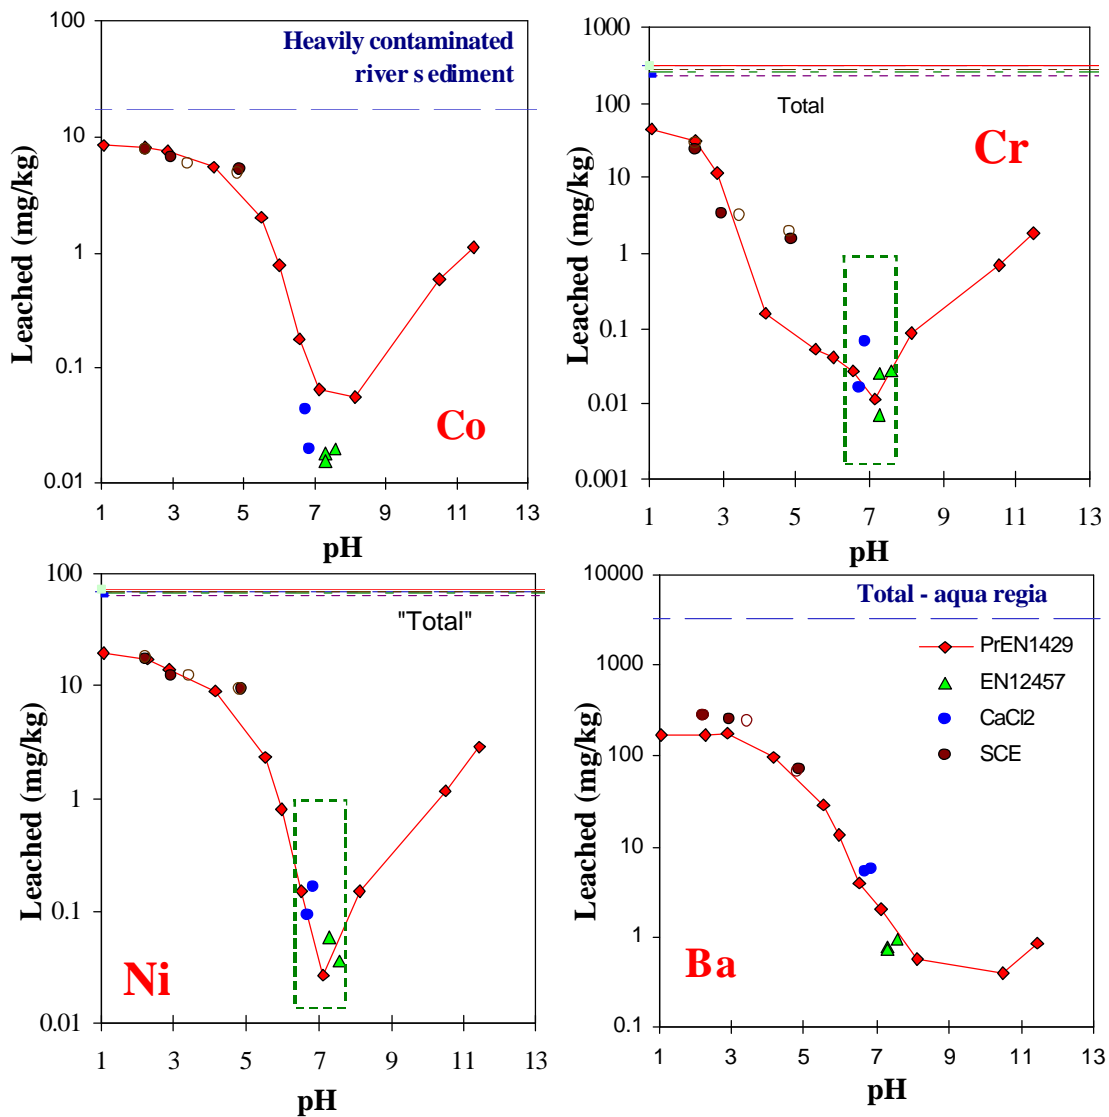 100
10
1
0.1
0.01
Leached (mg/kg)
Heavily contaminated
river sediment
Co
1 3 5 7 9 11 13
pH
1000
100
10
1
0.1
0.01
0.001
Leached (mg/kg)
Total
Cr
1 3 5 7 9 11 13
pH
100
10
1
0.1
0.01
Leached (mg/kg)
"Total"
Ni
1 3 5 7 9 11 13
pH
10000
1000
100
10
1
0.1
Leached (mg/kg)
Total - aqua regia
PrEN1429
EN12457
CaCl2
SCE
Ba
1 3 5 7 9 11 13
pH